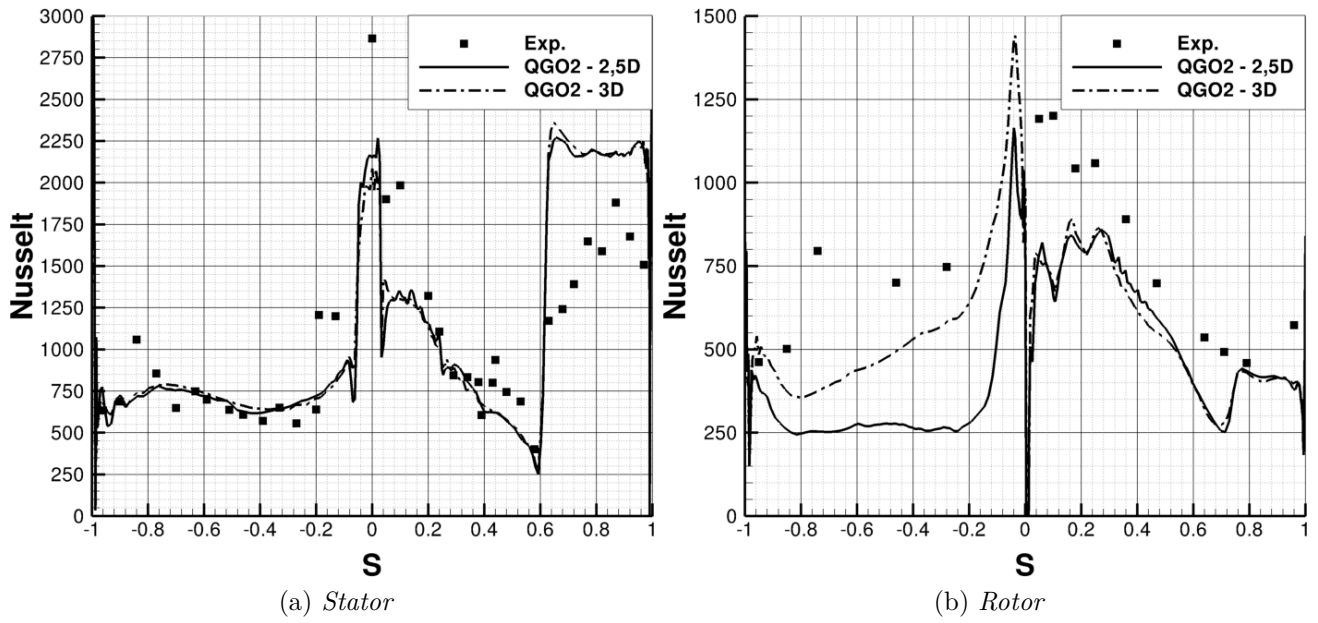 3000
2750
2500
2250
2000
1750
1500
1250
1000
750
500
250
0
Nusselt
-1 -0.8 -0.6 -0.4 -0.2 0 0.2 0.4 0.6 0.8 1
S
Exp.
QGO2 - 2,5D
QGO2 - 3D
(a) Stator
1500
1250
1000
750
500
250
0
Nusselt
-1 -0.8 -0.6 -0.4 -0.2 0 0.2 0.4 0.6 0.8 1
S
Exp.
QGO2 - 2,5D
QGO2 - 3D
(b) Rotor